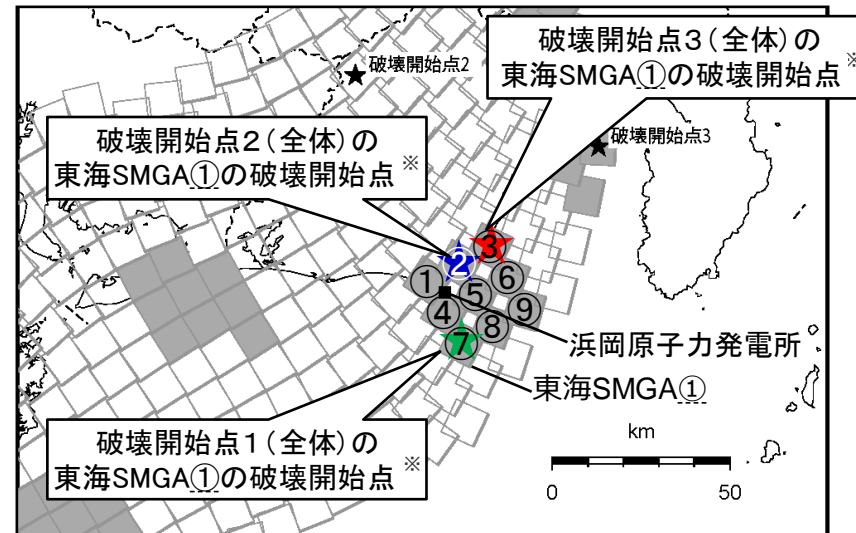 破壊開始点3(全体)の
東海SMGA①の破壊開始点※
破壊開始点2
破壊開始点3
破壊開始点2(全体)の
東海SMGA①の破壊開始点※
③
②
①
⑥
⑤
⑨
④
⑧
⑦
浜岡原子力発電所
東海SMGA①
破壊開始点1(全体)の
東海SMGA①の破壊開始点※
km
0
50